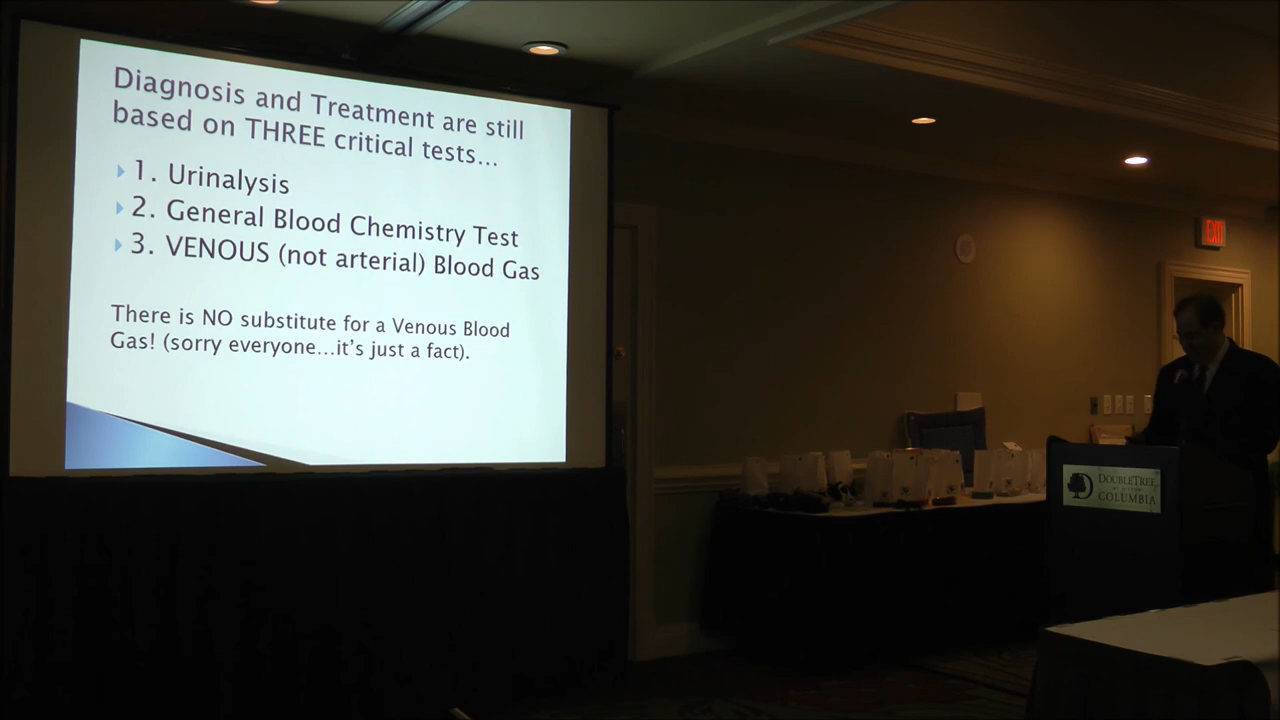 Diagnosis and Treatment are still
based on THREE critical tests...
1. Urinalysis
2. General Blood Chemistry Test
3. VENOUS (not arterial) Blood Gas
There is NO substitute for a Venous Blood
Gas! (sorry everyone...it's just a fact).
EXIT
DOUBLETREE
COLUMBIA